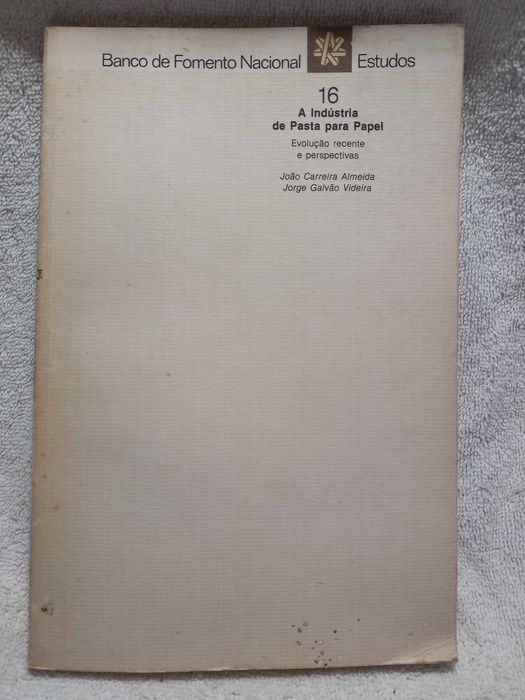 Banco de Fomento Nacional Estudos
16
A Indústria
de Pasta para Papel
Evolução recente
e perspectivas
João Carreira Almeida
Jorge Galvão Videira